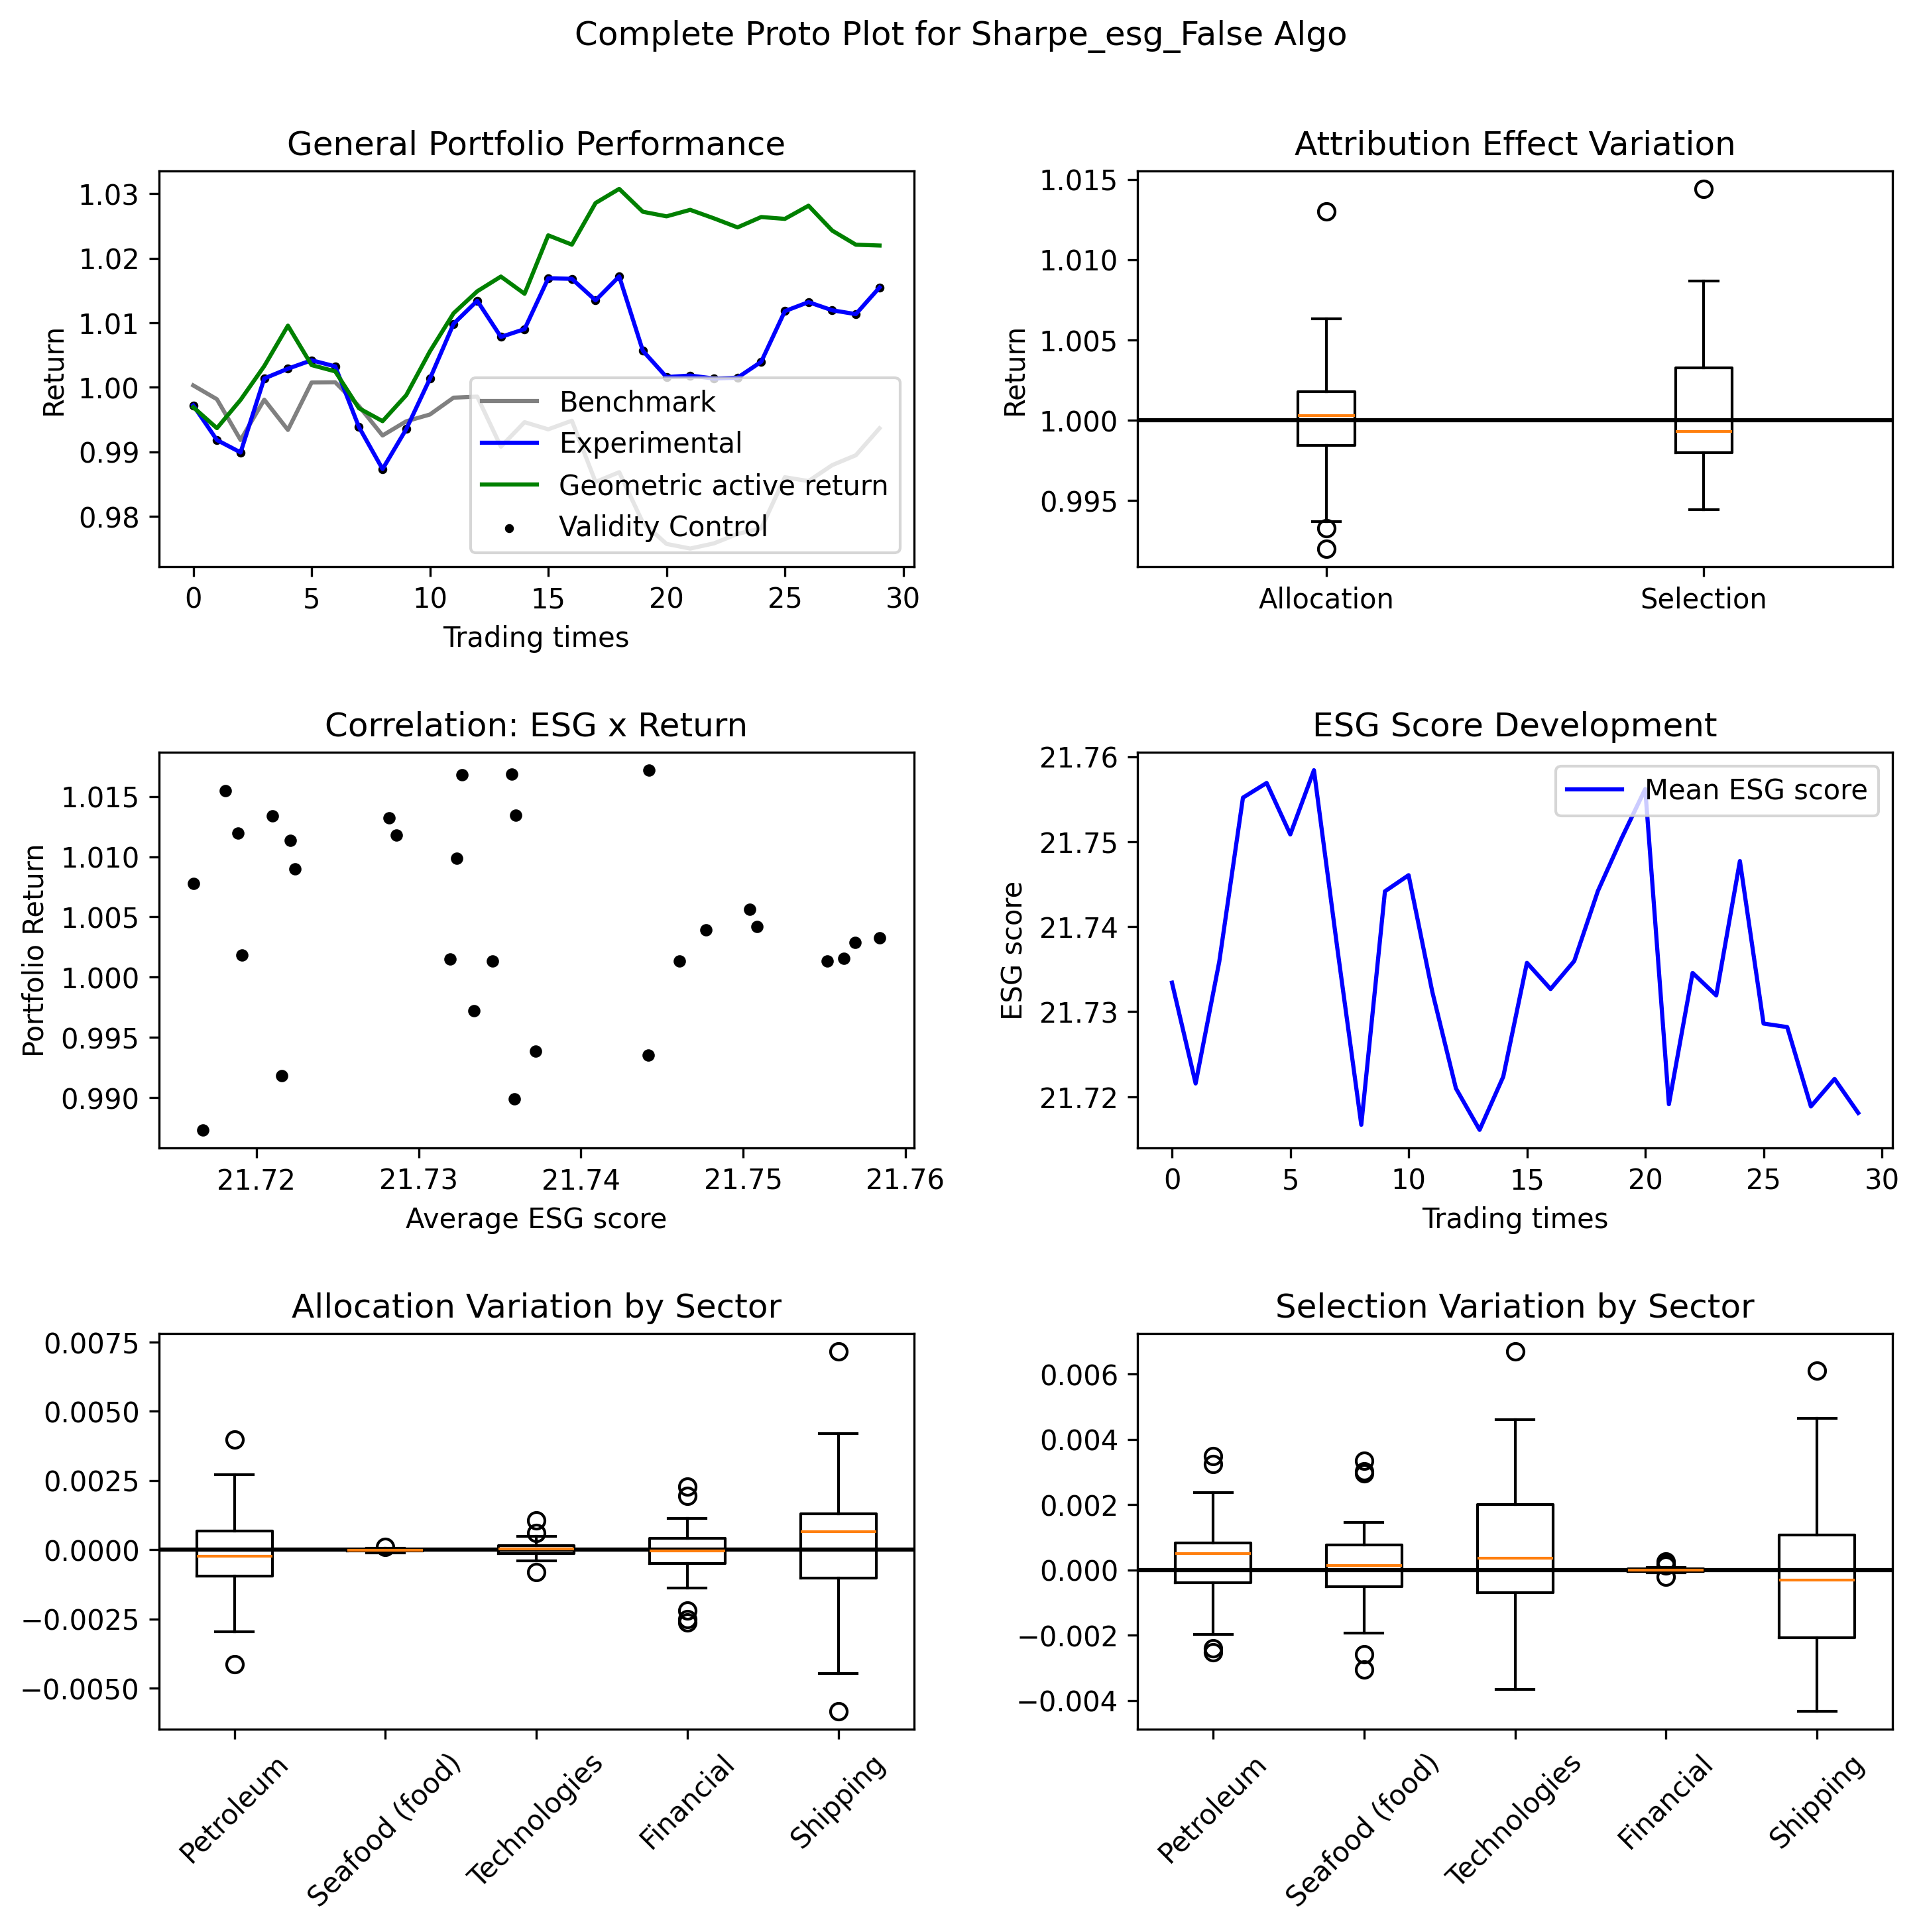 Complete Proto Plot for Sharpe_esg_False Algo
General Portfolio Performance
Return
1.03
1.02
1.01
1.00
0.99
0.98
Benchmark
Experimental
Geometric active return
Validity Control
0 5 10 15 20 25 30
Trading times
Attribution Effect Variation
Return
1.015
1.010
1.005
1.000
0.995
Allocation Selection
Correlation: ESG x Return
Portfolio Return
1.015
1.010
1.005
1.000
0.995
0.990
21.72 21.73 21.74 21.75 21.76
Average ESG score
ESG Score Development
ESG score
21.76
21.75
21.74
21.73
21.72
Mean ESG score
0 5 10 15 20 25 30
Trading times
Allocation Variation by Sector
0.0075
0.0050
0.0025
0.0000
−0.0025
−0.0050
Petroleum
Seafood (food)
Technologies
Financial
Shipping
Selection Variation by Sector
0.006
0.004
0.002
0.000
−0.002
−0.004
Petroleum
Seafood (food)
Technologies
Financial
Shipping